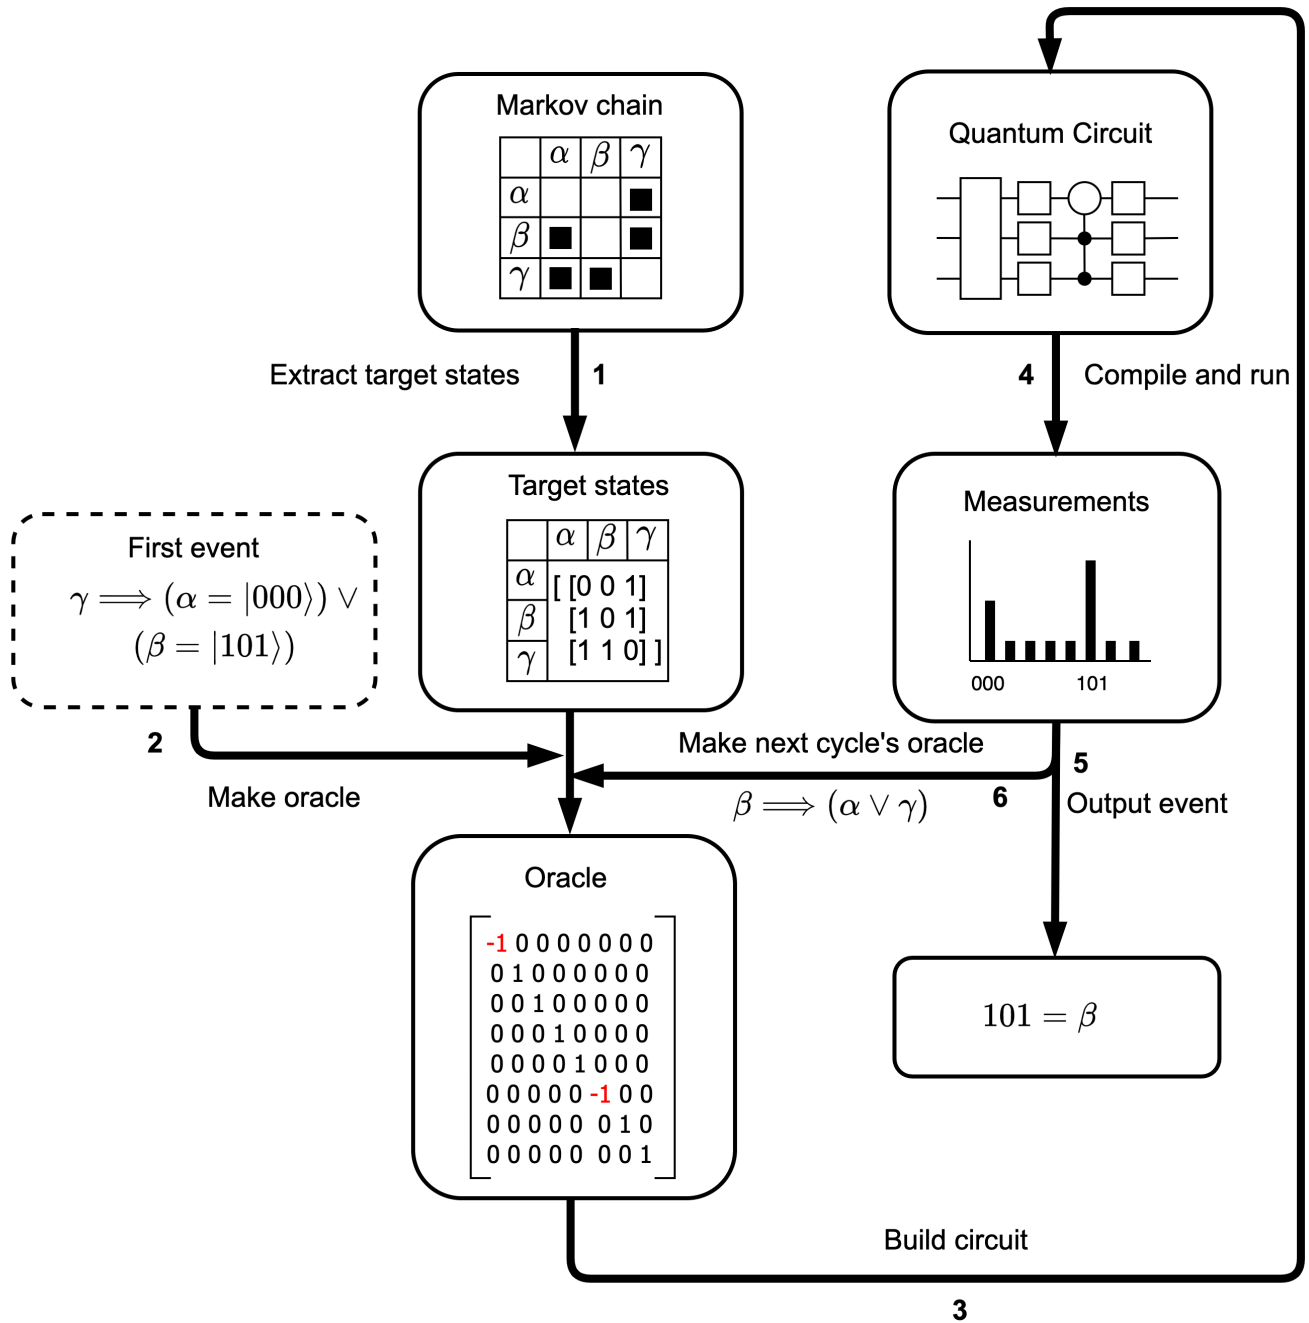 Markov chain
α β γ
α
β
γ
Extract target states 1
Target states
α β γ
α [ [0 0 1]
β [1 0 1]
γ [1 1 0] ]
First event
γ ⟹ (α = |000⟩) ∨
(β = |101⟩)
2
Make oracle
Oracle
-1 0 0 0 0 0 0 0
0 1 0 0 0 0 0 0
0 0 1 0 0 0 0 0
0 0 0 1 0 0 0 0
0 0 0 0 1 0 0 0
0 0 0 0 0 -1 0 0
0 0 0 0 0 0 1 0
0 0 0 0 0 0 0 1
Build circuit
3
Quantum Circuit
4 Compile and run
Measurements
000 101
Make next cycle's oracle
β ⟹ (α ∨ γ)
6
5
Output event
101 = β